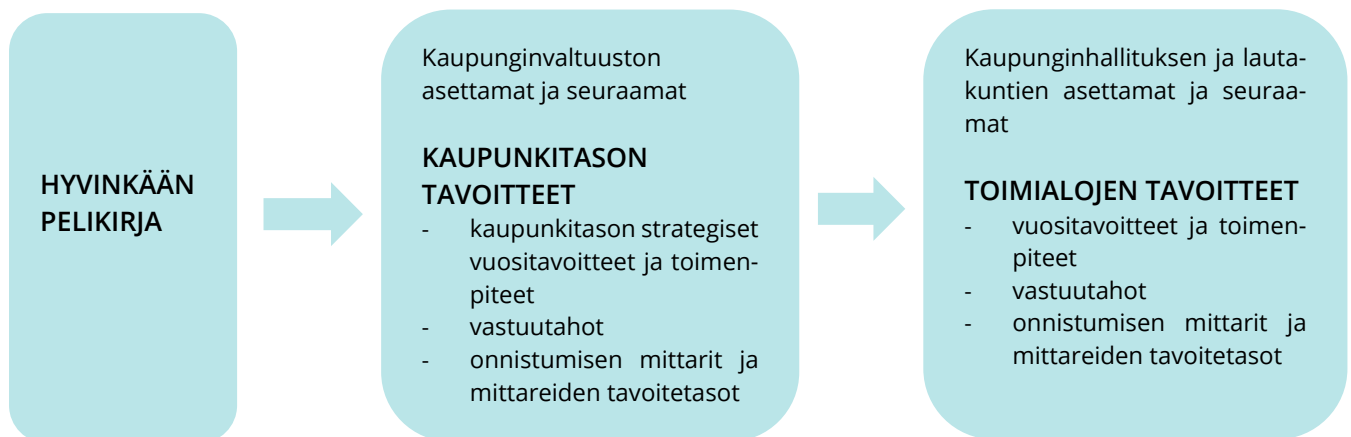 HYVINKÄÄN
PELIKIRJA
Kaupunginvaltuuston
asettamat ja seuraamat
KAUPUNKITASON
TAVOITTEET
- kaupunkitason strategiset
vuositavoitteet ja toimen-
piteet
- vastuutahot
- onnistumisen mittarit ja
mittareiden tavoitetasot
Kaupunginhallituksen ja lauta-
kuntien asettamat ja seuraa-
mat
TOIMIALOJEN TAVOITTEET
- vuositavoitteet ja toimen-
piteet
- vastuutahot
- onnistumisen mittarit ja
mittareiden tavoitetasot